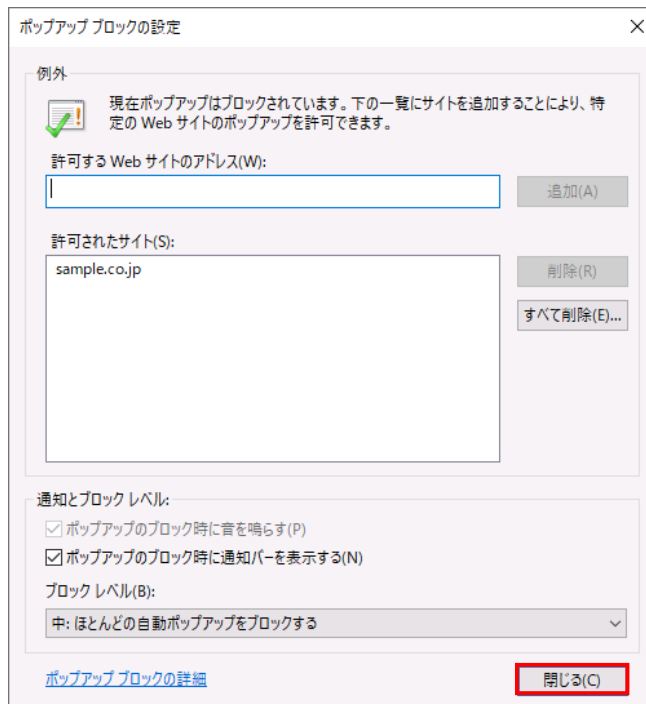 ポップアップ ブロックの設定
例外
現在ポップアップはブロックされています。下の一覧にサイトを追加することにより、特
定の Web サイトのポップアップを許可できます。
許可する Web サイトのアドレス(W):
追加(A)
許可されたサイト(S):
sample.co.jp
削除(R)
すべて削除(E)...
通知とブロック レベル:
ポップアップのブロック時に音を鳴らす(P)
ポップアップのブロック時に通知バーを表示する(N)
ブロック レベル(B):
中: ほとんどの自動ポップアップをブロックする
ポップアップ ブロックの詳細
閉じる(C)